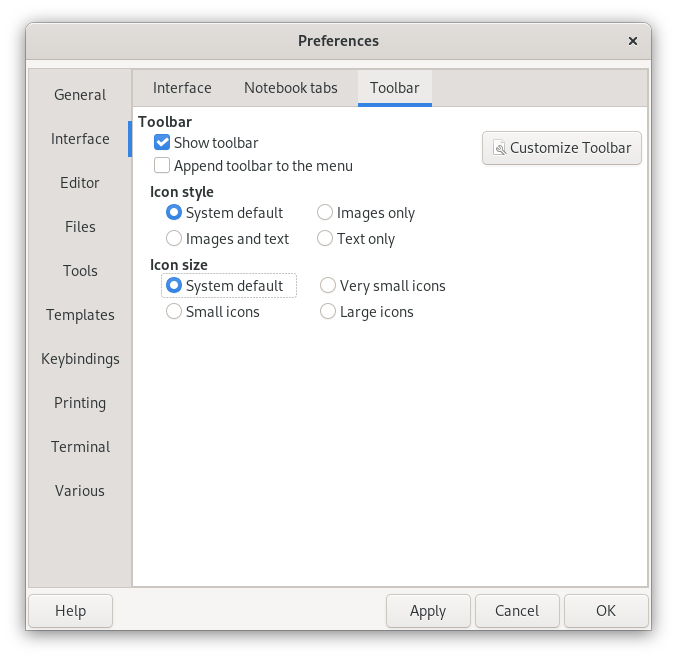 Preferences
General
Interface
Editor
Files
Tools
Templates
Keybindings
Printing
Terminal
Various
Interface Notebook tabs Toolbar
Toolbar
Show toolbar
Customize Toolbar
Append toolbar to the menu
Icon style
System default Images only
Images and text Text only
Icon size
System default Very small icons
Small icons Large icons
Help Apply Cancel OK